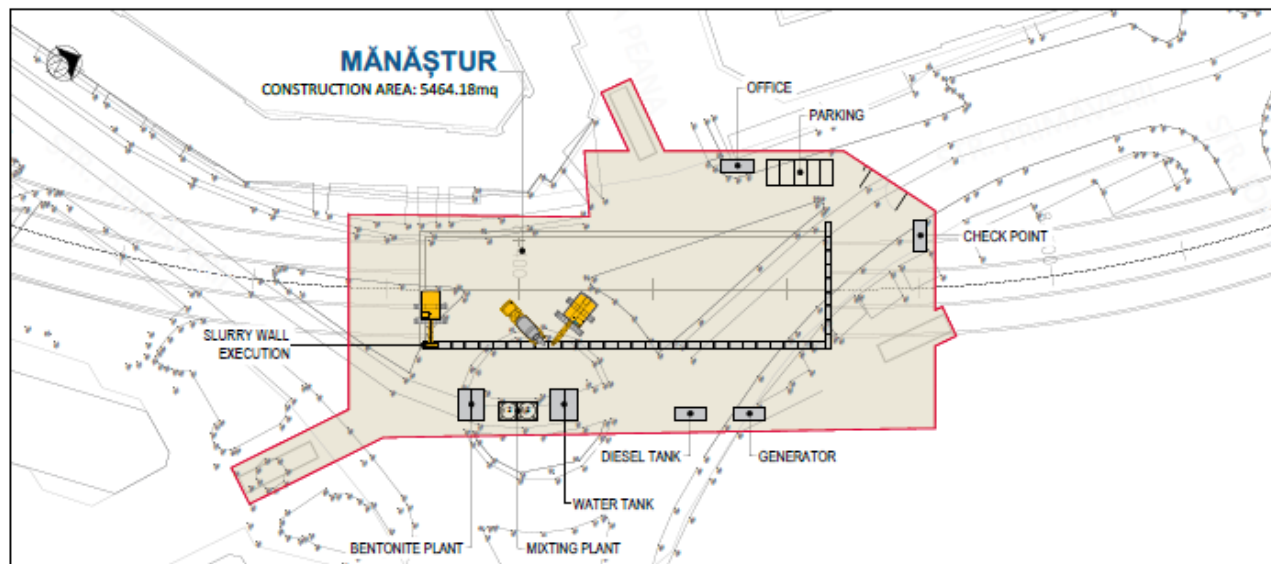 MĂNĂȘTUR
CONSTRUCTION AREA: 5464.18mq
OFFICE
PARKING
CHECK POINT
SLURRY WALL
EXECUTION
DIESEL TANK
GENERATOR
WATER TANK
BENTONITE PLANT
MIXTING PLANT